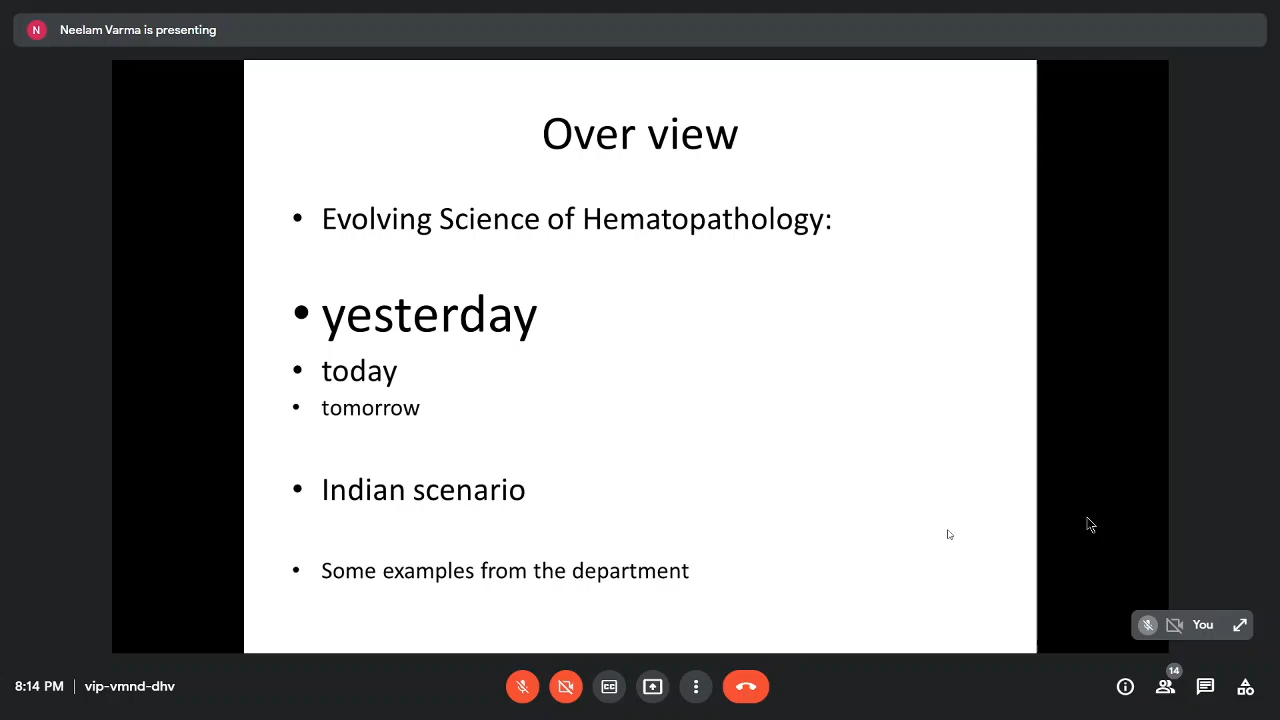 N Neelam Varma is presenting
Over view
• Evolving Science of Hematopathology:
• yesterday
• today
• tomorrow
• Indian scenario
• Some examples from the department
You
14
8:14 PM | vip-vmnd-dhv
CC